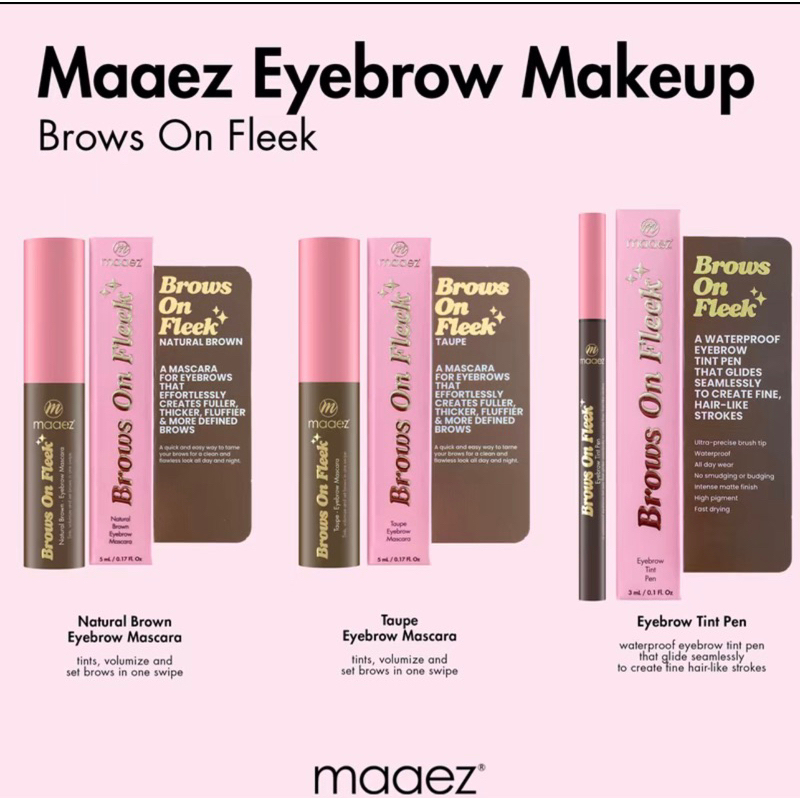 Maaez Eyebrow Makeup
Brows On Fleek
maaez
Brows On Fleek
Natural Brown - Eyebrow Mascara
maaez
Brows On Fleek
Natural
Brown
Eyebrow
Mascara
5 mL / 0.17 Fl. Oz
Brows
On
Fleek
NATURAL BROWN
A MASCARA
FOR EYEBROWS
THAT
EFFORTLESSLY
CREATES FULLER,
THICKER, FLUFFIER
& MORE DEFINED
BROWS
A quick and easy way to tame
your brows for a clean and
flawless look all day and night.
Natural Brown
Eyebrow Mascara
tints, volumize and
set brows in one swipe
maaez
Brows On Fleek
Taupe - Eyebrow Mascara
maaez
Brows On Fleek
Taupe
Eyebrow
Mascara
5 mL / 0.17 Fl. Oz
Brows
On
Fleek
TAUPE
A MASCARA
FOR EYEBROWS
THAT
EFFORTLESSLY
CREATES FULLER,
THICKER, FLUFFIER
& MORE DEFINED
BROWS
A quick and easy way to tame
your brows for a clean and
flawless look all day and night.
Taupe
Eyebrow Mascara
tints, volumize and
set brows in one swipe
maaez
Brows On Fleek
Eyebrow Tint Pen
maaez
Brows On Fleek
Eyebrow
Tint
Pen
3 mL / 0.1 Fl. Oz
Brows
On
Fleek
A WATERPROOF
EYEBROW
TINT PEN
THAT GLIDES
SEAMLESSLY
TO CREATE FINE,
HAIR-LIKE
STROKES
Ultra-precise brush tip
Waterproof
All day wear
No smudging or budging
Intense matte finish
High pigment
Fast drying
Eyebrow Tint Pen
waterproof eyebrow tint pen
that glide seamlessly
to create fine hair-like strokes
maaez®